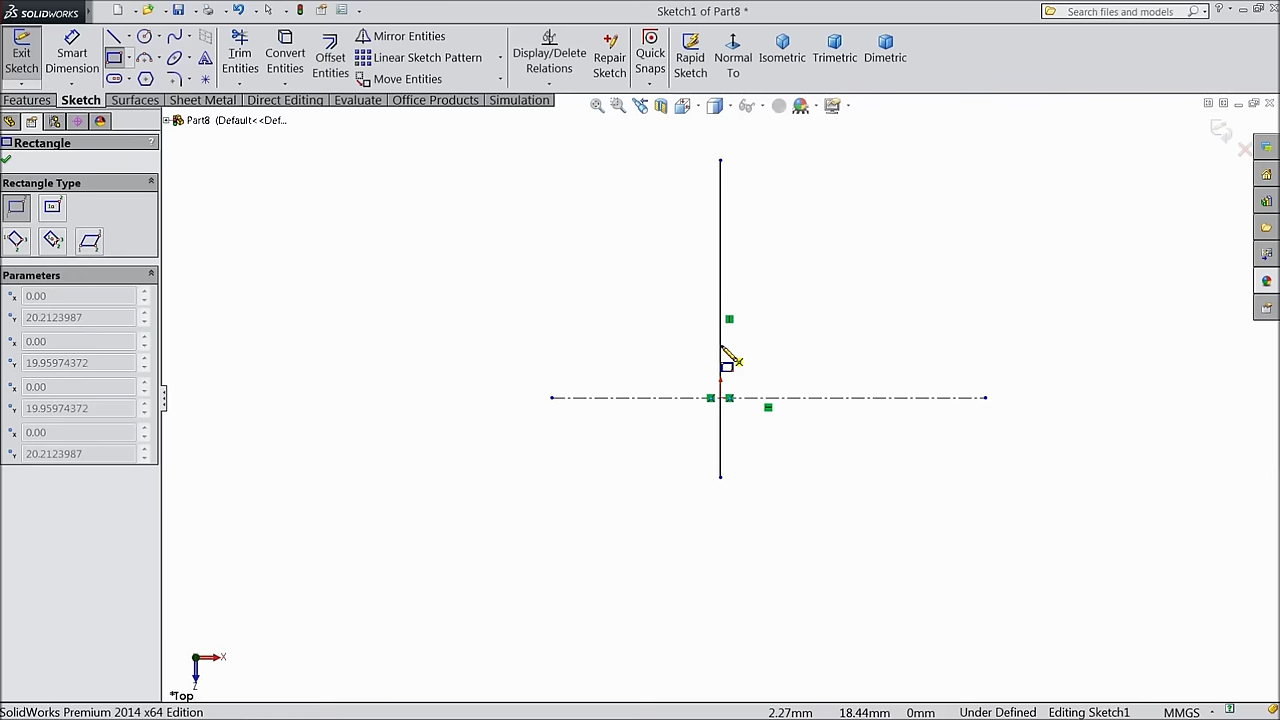 SOLIDWORKS
Sketch1 of Part8 *
Search files and models
?
Exit Sketch
Smart Dimension
Trim Entities
Convert Entities
Offset Entities
Mirror Entities
Linear Sketch Pattern
Move Entities
Display/Delete Relations
Repair Sketch
Quick Snaps
Rapid Sketch
Normal To
Isometric
Trimetric
Dimetric
Features
Sketch
Surfaces
Sheet Metal
Direct Editing
Evaluate
Office Products
Simulation
Part8 (Default<<Def...
Rectangle
?
Rectangle Type
Parameters
0.00
20.2123987
0.00
19.95974372
0.00
19.95974372
0.00
20.2123987
X
Z
*Top
SolidWorks Premium 2014 x64 Edition
2.27mm 18.44mm 0mm Under Defined Editing Sketch1 MMGS